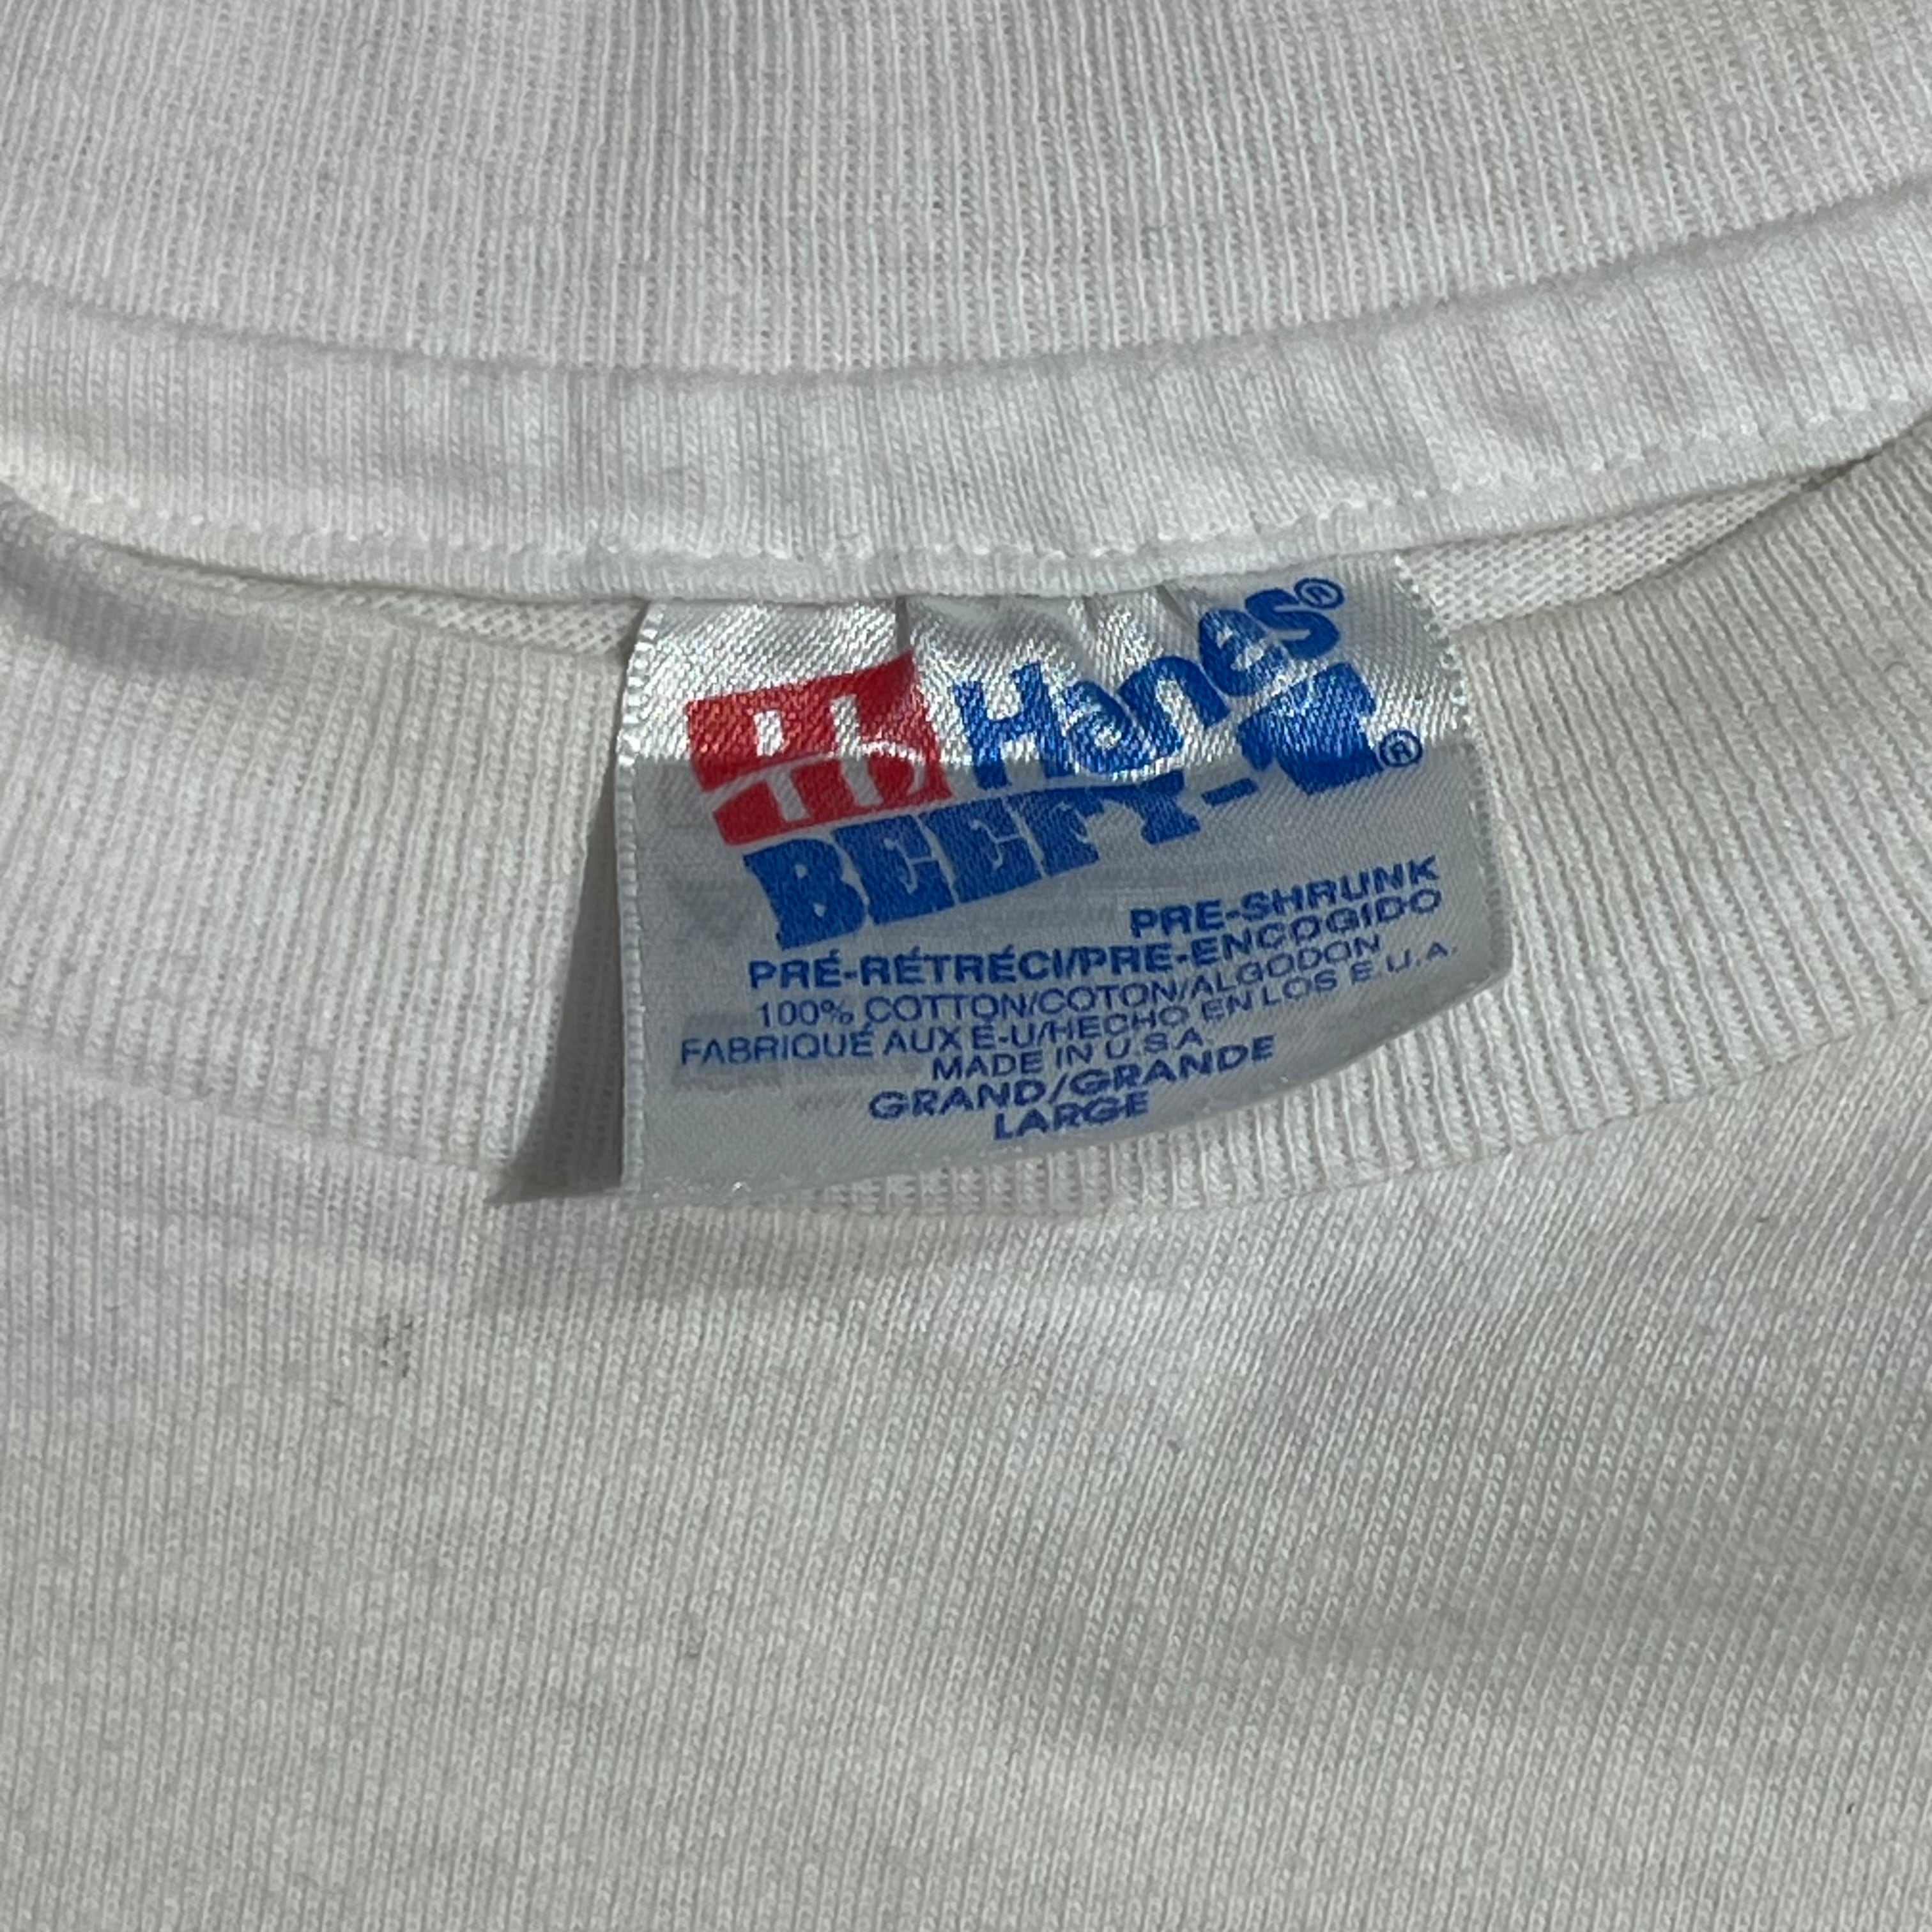 Hanes®
BEEFY-T®
PRE-SHRUNK
PRÉ-RÉTRÉCI/PRE-ENCOGIDO
100% COTTON/COTON/ALGODON
FABRIQUÉ AUX É-U/HECHO EN LOS E.U.A.
MADE IN U.S.A.
GRAND/GRANDE
LARGE